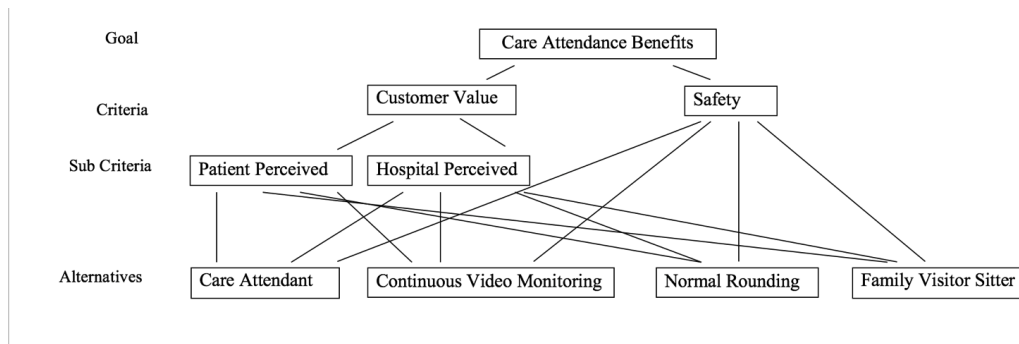 Goal
Care Attendance Benefits
Criteria
Customer Value
Safety
Sub Criteria
Patient Perceived
Hospital Perceived
Alternatives
Care Attendant
Continuous Video Monitoring
Normal Rounding
Family Visitor Sitter